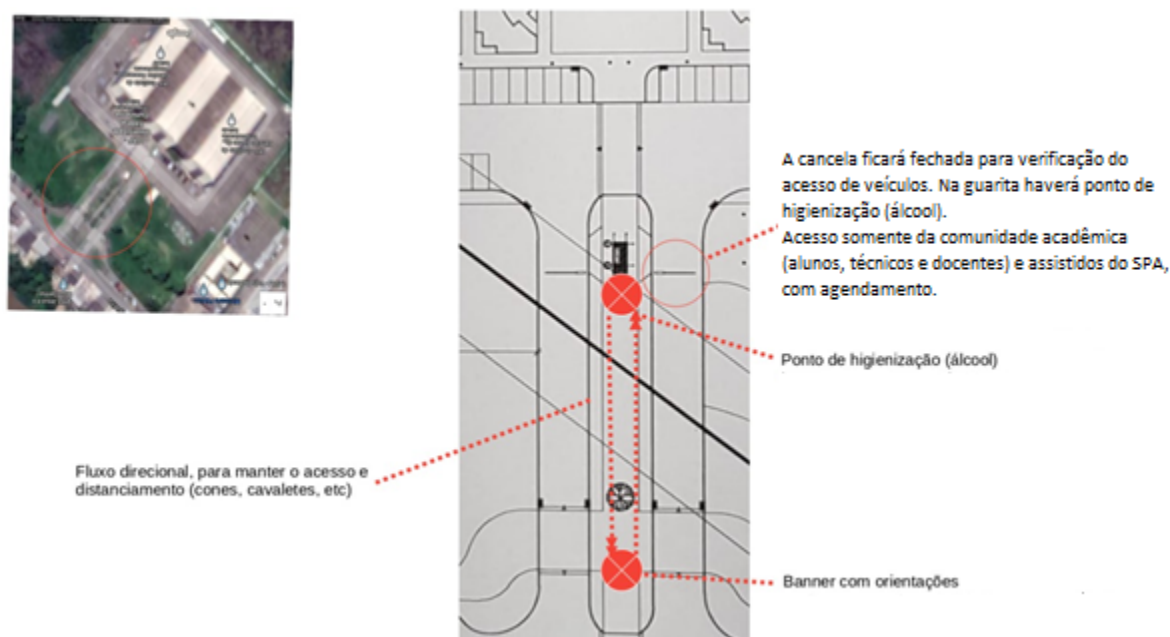 A cancela ficará fechada para verificação do
acesso de veículos. Na guarita haverá ponto de
higienização (álcool).
Acesso somente da comunidade acadêmica
(alunos, técnicos e docentes) e assistidos do SPA,
com agendamento.
Ponto de higienização (álcool)
Fluxo direcional, para manter o acesso e
distanciamento (cones, cavaletes, etc)
Banner com orientações